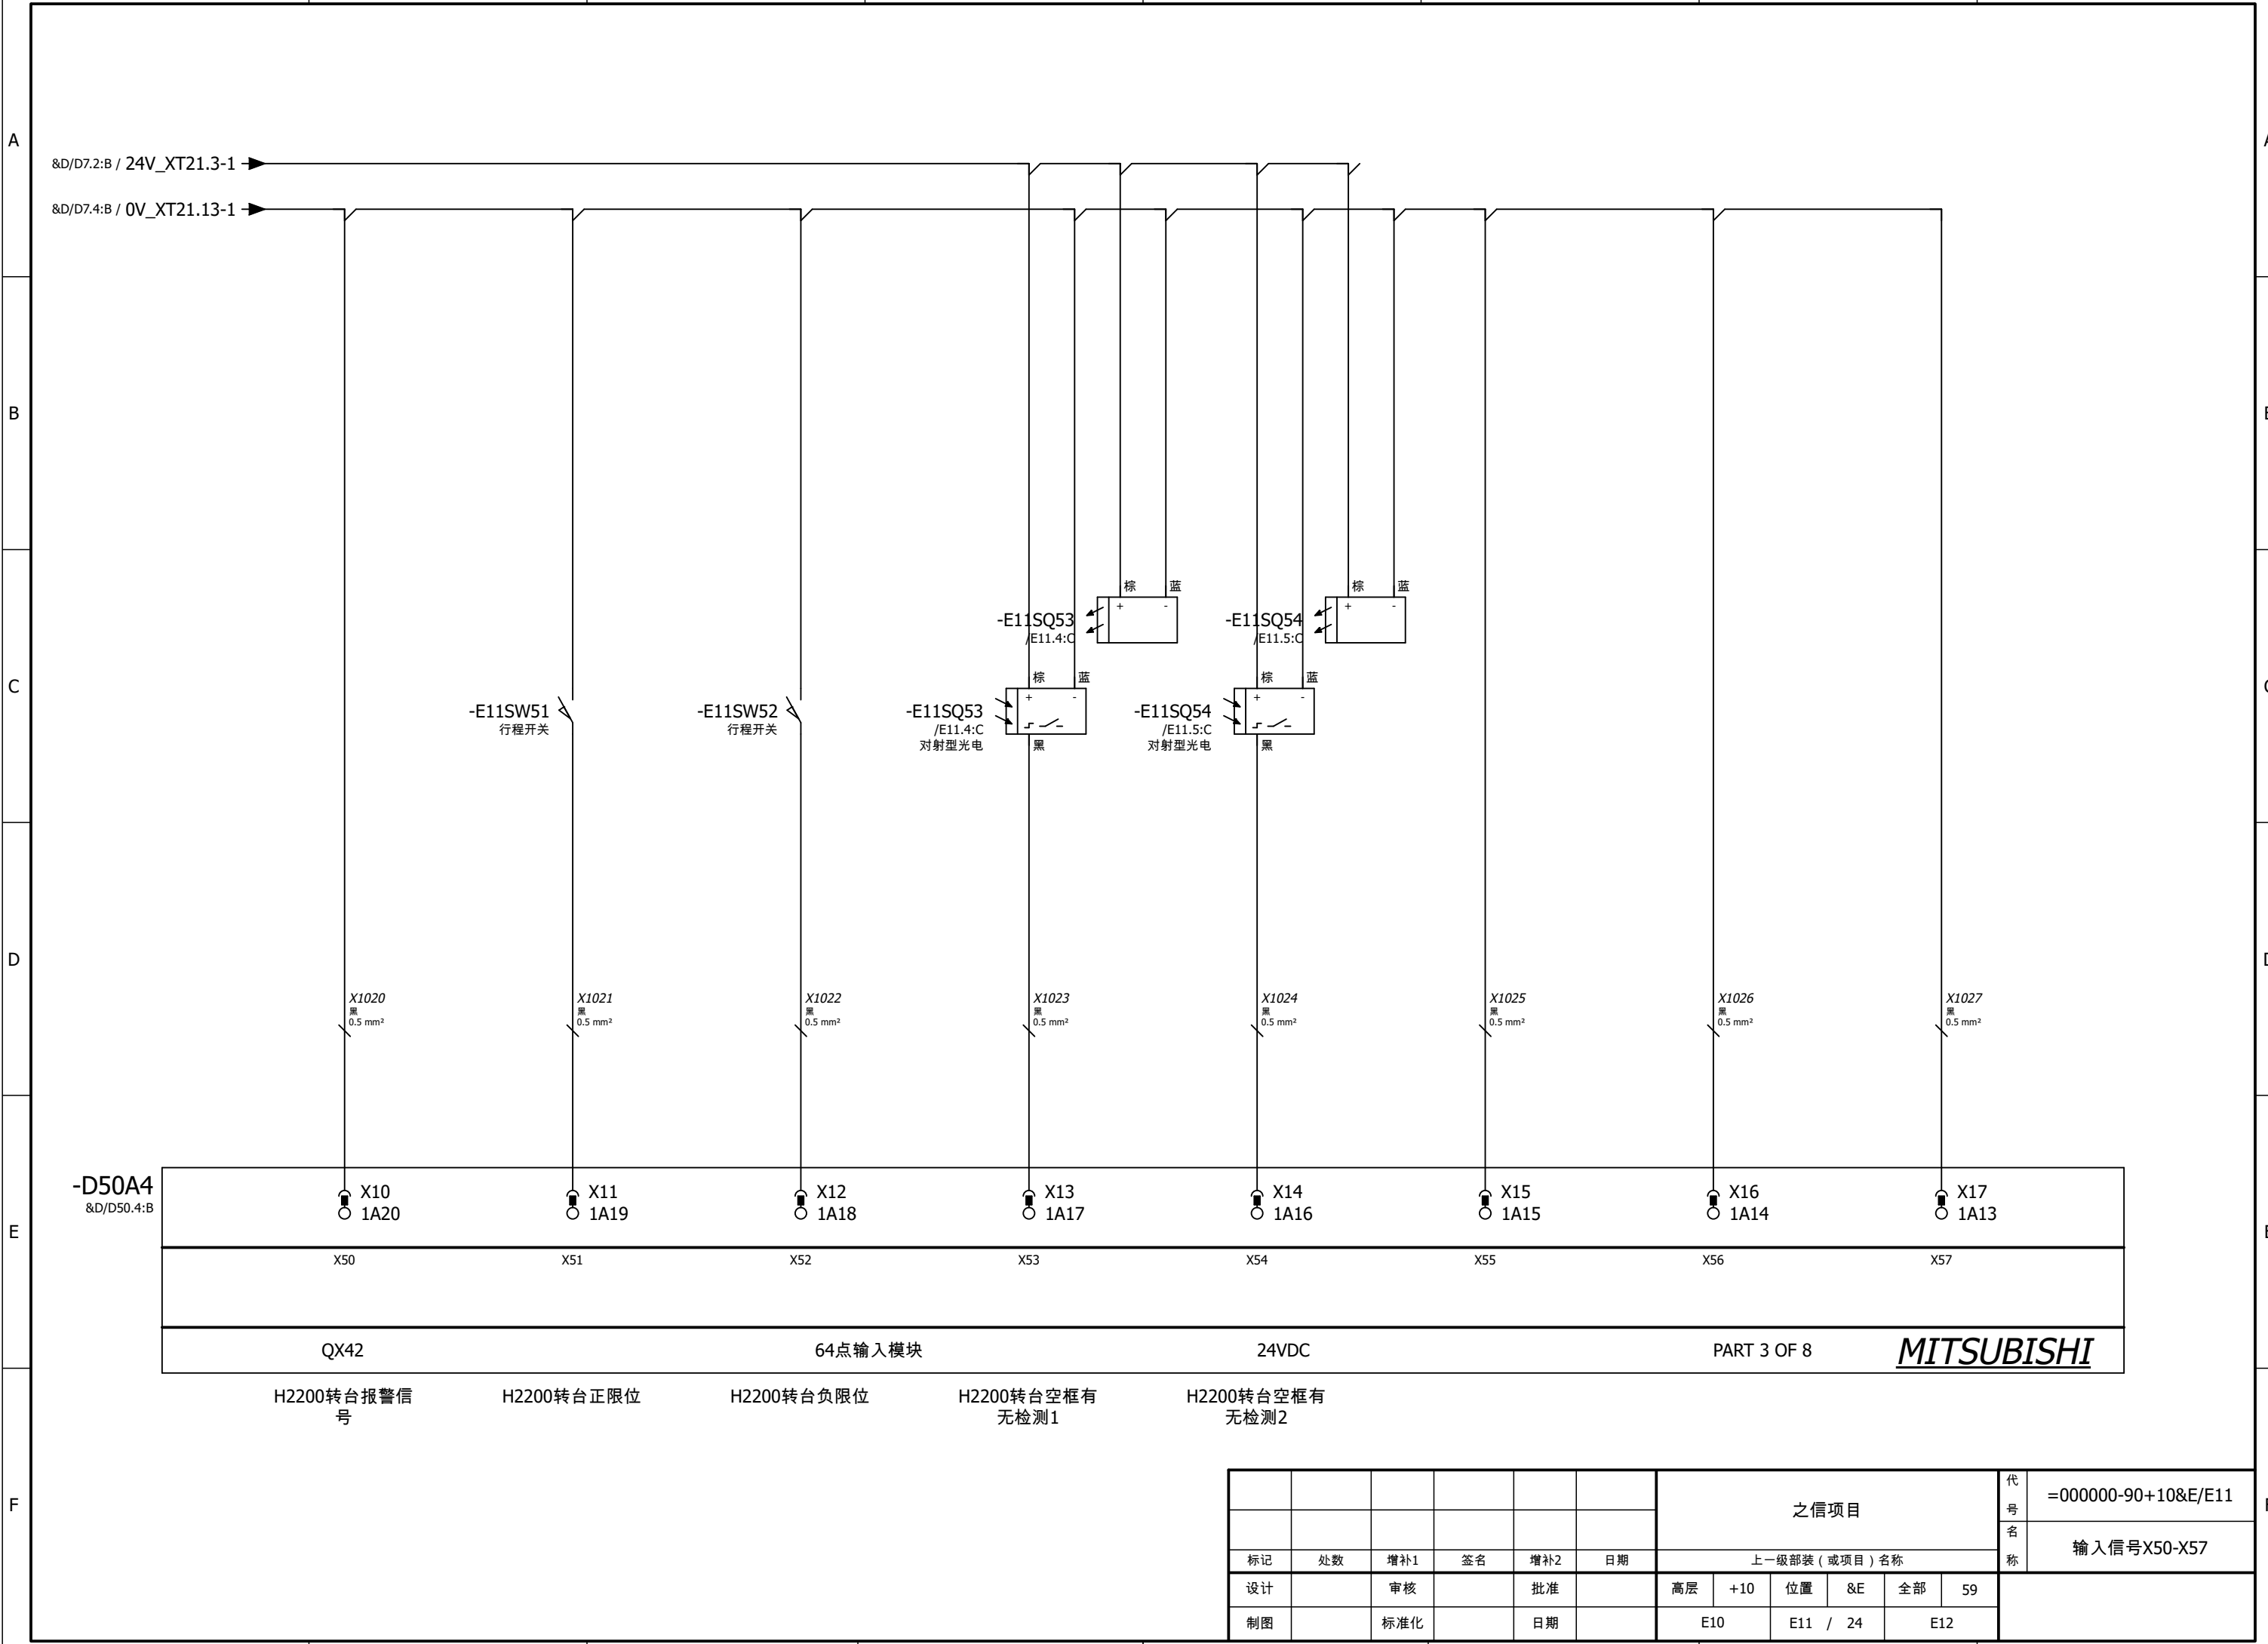 A
&D/D7.2:B / 24V_XT21.3-1
&D/D7.4:B / 0V_XT21.13-1
B
棕 蓝 棕 蓝
+ - + -
-E11SQ53 -E11SQ54
/E11.4:C /E11.5:C
C
棕 蓝 棕 蓝
+ - + -
-E11SW51 -E11SW52 -E11SQ53 -E11SQ54
行程开关 行程开关 /E11.4:C /E11.5:C
对射型光电 黑 对射型光电 黑
D
X1020 X1021 X1022 X1023 X1024 X1025 X1026 X1027
黑 黑 黑 黑 黑 黑 黑 黑
0.5 mm² 0.5 mm² 0.5 mm² 0.5 mm² 0.5 mm² 0.5 mm² 0.5 mm² 0.5 mm²
-D50A4 X10 X11 X12 X13 X14 X15 X16 X17
&D/D50.4:B 1A20 1A19 1A18 1A17 1A16 1A15 1A14 1A13
E
X50 X51 X52 X53 X54 X55 X56 X57
QX42 64点输入模块 24VDC PART 3 OF 8 MITSUBISHI
H2200转台报警信 H2200转台正限位 H2200转台负限位 H2200转台空框有 H2200转台空框有
号 无检测1 无检测2
F
之信项目
代号 =000000-90+10&E/E11
名称 输入信号X50-X57
标记 处数 增补1 签名 增补2 日期 上一级部装（或项目）名称
设计 审核 批准 高层 +10 位置 &E 全部 59
制图 标准化 日期 E10 E11 / 24 E12